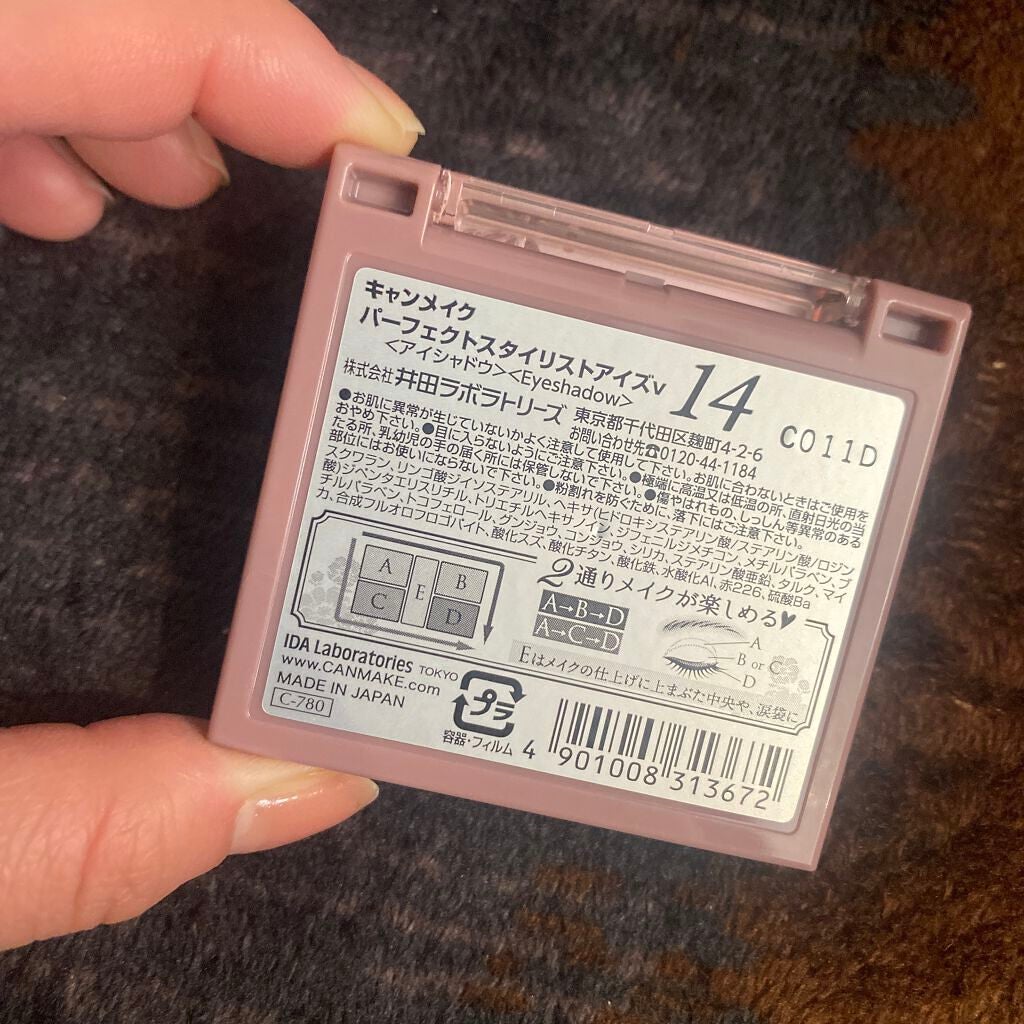 キャンメイク
パーフェクトスタイリストアイズv
<アイシャドウ><Eyeshadow>
14
株式会社 井田ラボラトリーズ 東京都千代田区麹町4-2-6
お問い合わせ先☎0120-44-1184
C011D
●お肌に異常が生じていないかよく注意して使用して下さい。お肌に合わないときはご使用を
おやめ下さい。●目に入らないようにご注意下さい。●極端に高温又は低温の所、直射日光の当
たる所、乳幼児の手の届く所には保管しないで下さい。●傷やはれもの、しっしん等異常のある
部位にはお使いにならないで下さい。●粉割れを防ぐために、落下にはご注意下さい。
スクワラン、リンゴ酸ジイソステアリル、ヘキサ(ヒドロキシステアリン酸/ステアリン酸/ロジン
酸)ジペンタエリスリチル、トリエチルヘキサノイン、ジフェニルジメチコン、メチルパラベン、ブ
チルパラベン、トコフェロール、ゲンジョウ、コンジョウ、シリカ、ステアリン酸亜鉛、タルク、マイ
カ、合成フルオロフロゴパイト、酸化スズ、酸化チタン、酸化鉄、水酸化Al、赤226、硫酸Ba
A
B
C
D
E
2通りメイクが楽しめる♥
A→B→D
A→C→D
A
B or C
D
Eはメイクの仕上げに上まぶた中央や、涙袋に
IDA Laboratories TOKYO
www.CANMAKE.com
MADE IN JAPAN
C-780
プラ
容器・フィルム
4 901008 313672